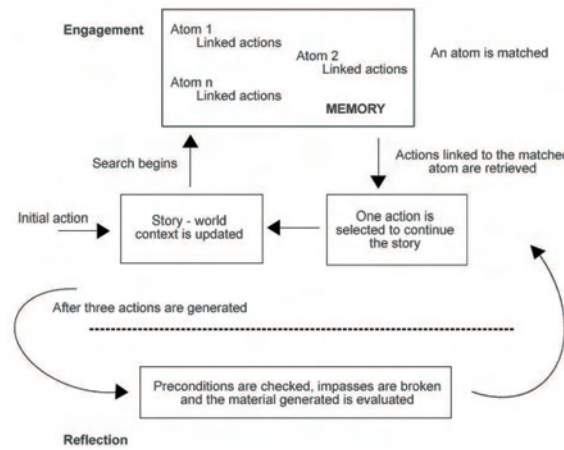 Engagement
Atom 1
Linked actions
Atom 2
Linked actions
Atom n
Linked actions
MEMORY
An atom is matched
Search begins
Actions linked to the matched
atom are retrieved
Initial action
Story - world
context is updated
One action is
selected to continue
the story
After three actions are generated
Preconditions are checked, impasses are broken
and the material generated is evaluated
Reflection